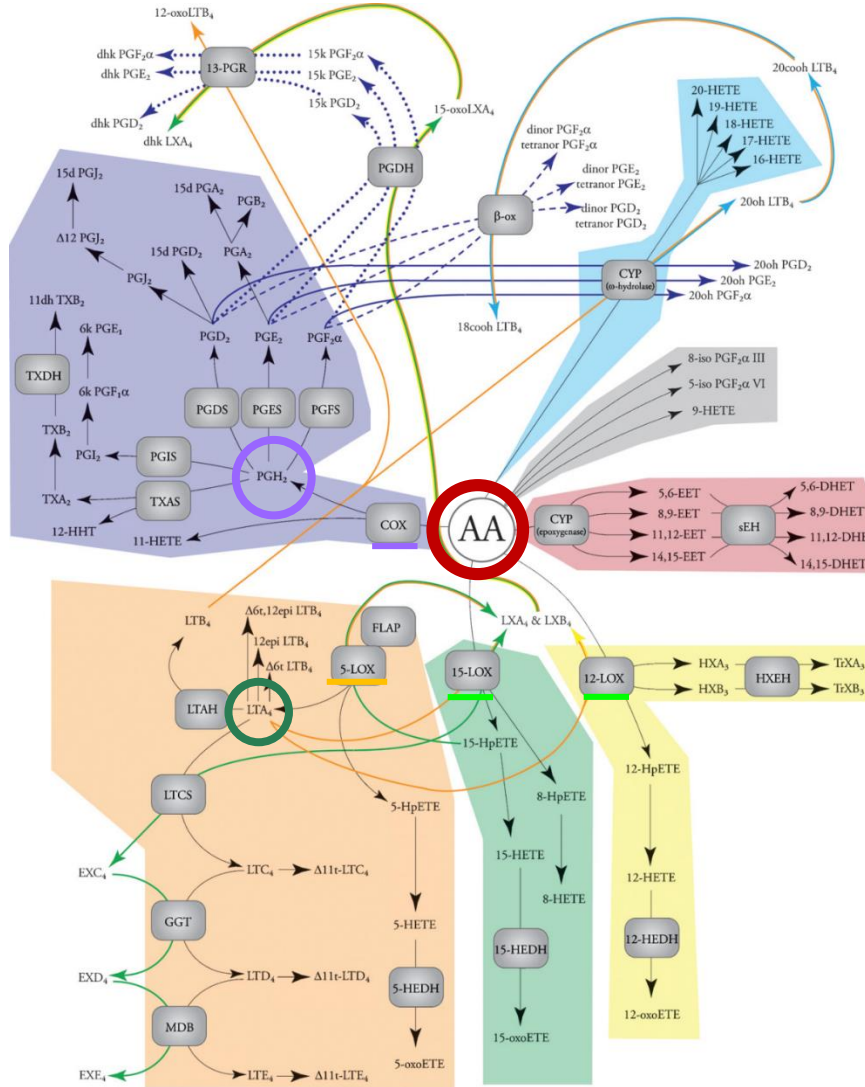 12-oxoLTB₄
dhk PGF₂α
dhk PGE₂
dhk PGD₂
dhk LXA₄
13-PGR
15k PGF₂α
15k PGE₂
15k PGD₂
15-oxoLXA₄
PGDH
20cooh LTB₄
20-HETE
19-HETE
18-HETE
17-HETE
16-HETE
dinor PGF₂α
tetranor PGF₂α
dinor PGE₂
tetranor PGE₂
dinor PGD₂
tetranor PGD₂
β-ox
20oh LTB₄
CYP
(ω-hydrolase)
20oh PGD₂
20oh PGE₂
20oh PGF₂α
18cooh LTB₄
15d PGJ₂
15d PGA₂
PGB₂
Δ12 PGJ₂
15d PGD₂
PGA₂
PGJ₂
11dh TXB₂
6k PGE₁
PGD₂
PGE₂
PGF₂α
TXDH
6k PGF₁α
PGDS
PGES
PGFS
TXB₂
PGI₂
PGIS
PGH₂
TXA₂
TXAS
12-HHT
11-HETE
COX
AA
8-iso PGF₂α III
5-iso PGF₂α VI
9-HETE
CYP
(epoxygenase)
5,6-EET
8,9-EET
11,12-EET
14,15-EET
sEH
5,6-DHET
8,9-DHET
11,12-DHE
14,15-DHET
LTB₄
Δ6t,12epi LTB₄
12epi LTB₄
Δ6t LTB₄
FLAP
5-LOX
LXA₄ & LXB₄
15-LOX
12-LOX
HXA₃
HXB₃
HXEH
TrXA₃
TrXB₃
LTAH
LTA₄
15-HpETE
12-HpETE
LTCS
5-HpETE
8-HpETE
15-HETE
12-HETE
8-HETE
EXC₄
LTC₄
Δ11t-LTC₄
GGT
5-HETE
15-HEDH
12-HEDH
EXD₄
LTD₄
Δ11t-LTD₄
5-HEDH
MDB
12-oxoETE
15-oxoETE
5-oxoETE
EXE₄
LTE₄
Δ11t-LTE₄